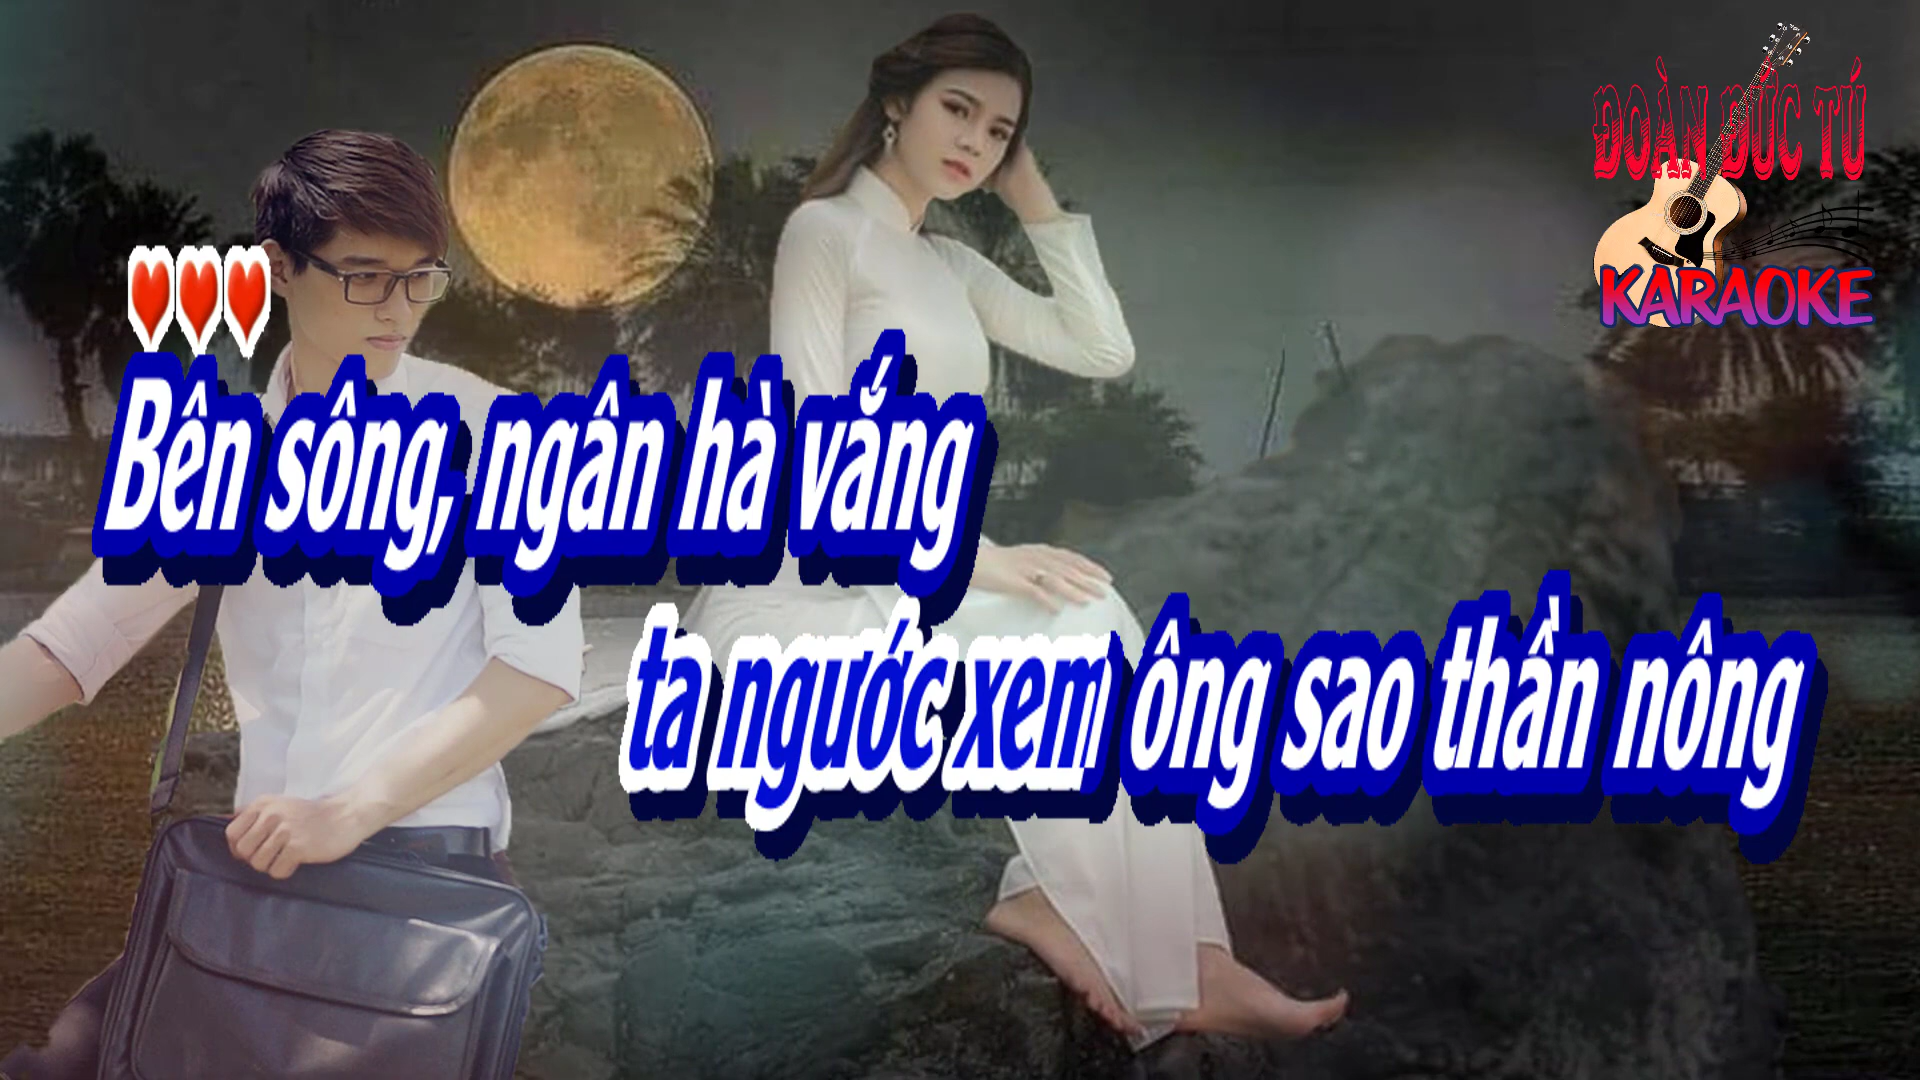 ĐOÀN ĐỨC TÚ
KARAOKE
Bên sông, ngân hà vắng
ta ngước xem ông sao thần nông